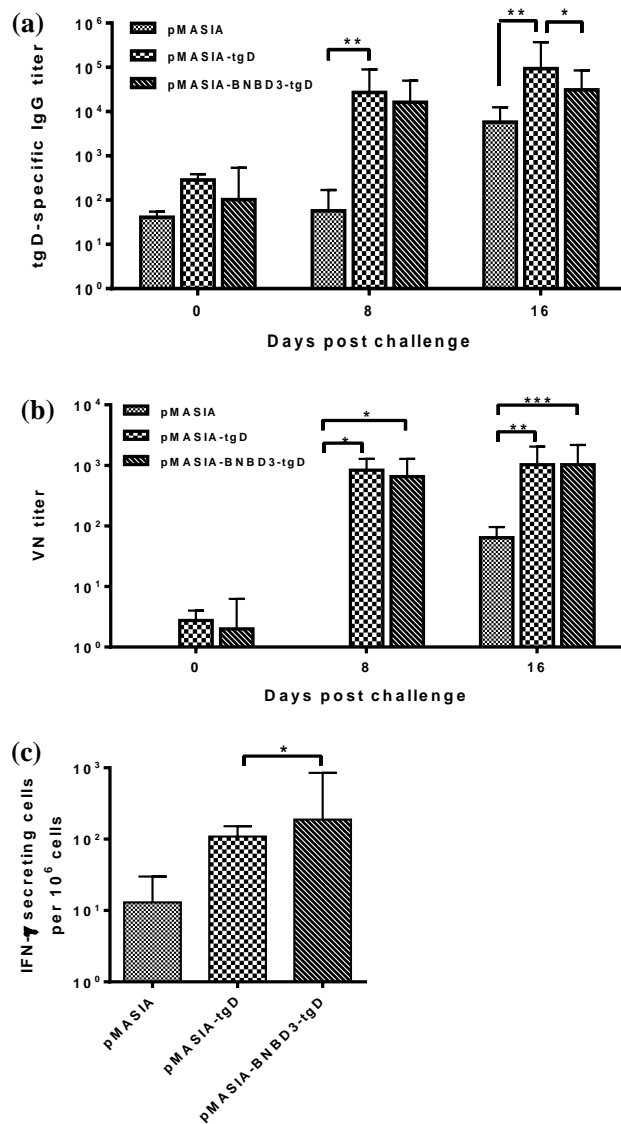 (a)
pMASIA
pMASIA-tgD
pMASIA-BNBD3-tgD
**
**
*
10⁶
10⁵
10⁴
10³
10²
10¹
10⁰
tgD-specific IgG titer
0
8
16
Days post challenge
(b)
pMASIA
pMASIA-tgD
pMASIA-BNBD3-tgD
*
*
***
**
10⁴
10³
10²
10¹
10⁰
VN titer
0
8
16
Days post challenge
(c)
*
10³
10²
10¹
10⁰
IFN-γ secreting cells
per 10⁶ cells
pMASIA
pMASIA-tgD
pMASIA-BNBD3-tgD